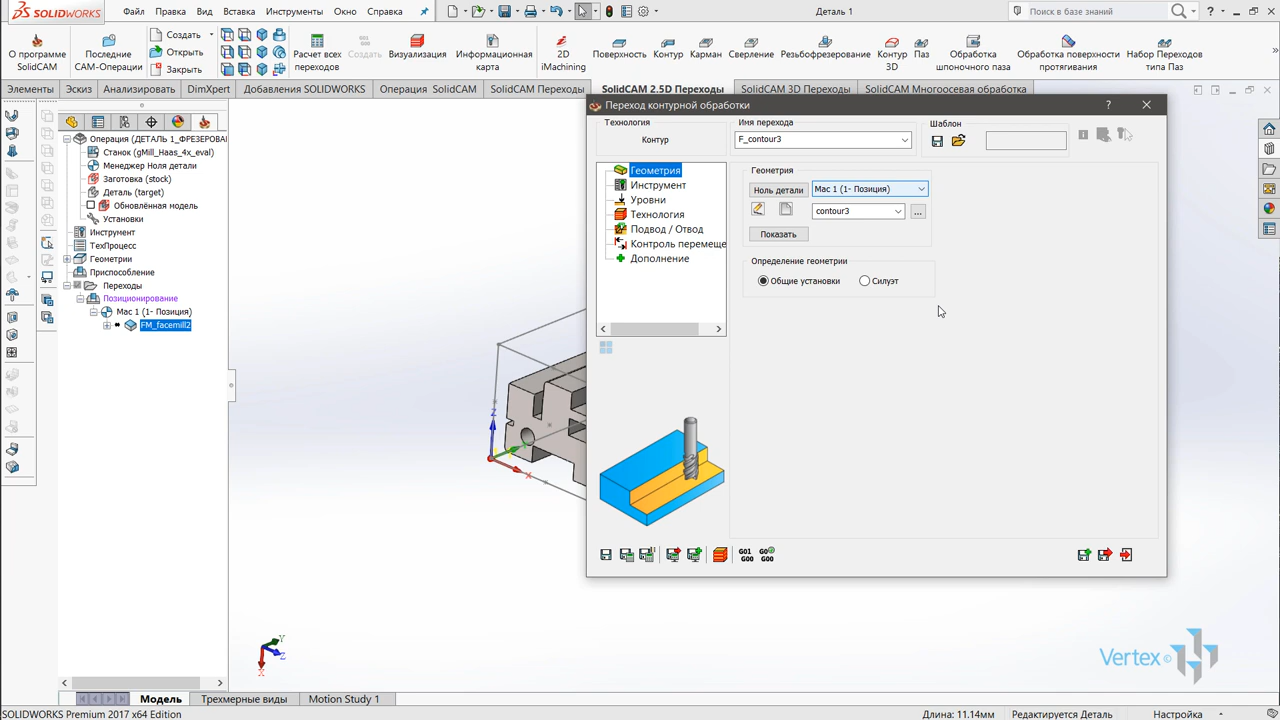 SOLIDWORKS
Файл Правка Вид Вставка Инструменты Окно Справка
Деталь 1
Поиск в базе знаний
О программе SolidCAM
Последние CAM-Операции
Создать
Открыть
Закрыть
Расчет всех переходов
Создать
Визуализация
Информационная карта
2D iMachining
Поверхность
Контур
Карман
Сверление
Резьбофрезерование
Контур 3D
Паз
Обработка шпоночного паза
Обработка поверхности протягивания
Набор Переходов типа Паз
Элементы
Эскиз
Анализировать
DimXpert
Добавления SOLIDWORKS
Операция SolidCAM
SolidCAM Переходы
SolidCAM 2.5D Переходы
SolidCAM 3D Переходы
SolidCAM Многоосевая обработка
Операция (ДЕТАЛЬ 1_ФРЕЗЕРОВАН
Станок (gMill_Haas_4x_eval)
Менеджер Ноля детали
Заготовка (stock)
Деталь (target)
Обновлённая модель
Установки
Инструмент
ТехПроцесс
Геометрии
Приспособление
Переходы
Позиционирование
Mac 1 (1- Позиция)
FM_facemill2
Переход контурной обработки
?
Технология
Контур
Имя перехода
F_contour3
Шаблон
Геометрия
Инструмент
Уровни
Технология
Подвод / Отвод
Контроль перемеще
Дополнение
Геометрия
Ноль детали
Mac 1 (1- Позиция)
contour3
...
Показать
Определение геометрии
Общие установки
Силуэт
G01
G00
G0
G00
Z
X
Y
Z
X
Vertex ©
Модель
Трехмерные виды
Motion Study 1
SOLIDWORKS Premium 2017 x64 Edition
Длина: 11.14мм
Редактируется Деталь
Настройка